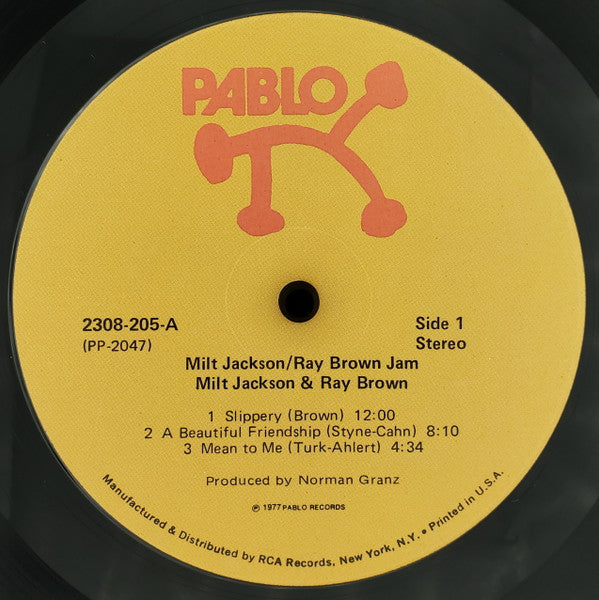 PABLO
2308-205-A
(PP-2047)
Side 1
Stereo
Milt Jackson/Ray Brown Jam
Milt Jackson & Ray Brown
1 Slippery (Brown) 12:00
2 A Beautiful Friendship (Styne-Cahn) 8:10
3 Mean to Me (Turk-Ahlert) 4:34
Produced by Norman Granz
℗ 1977 PABLO RECORDS
Manufactured & Distributed by RCA Records, New York, N.Y. • Printed in U.S.A.